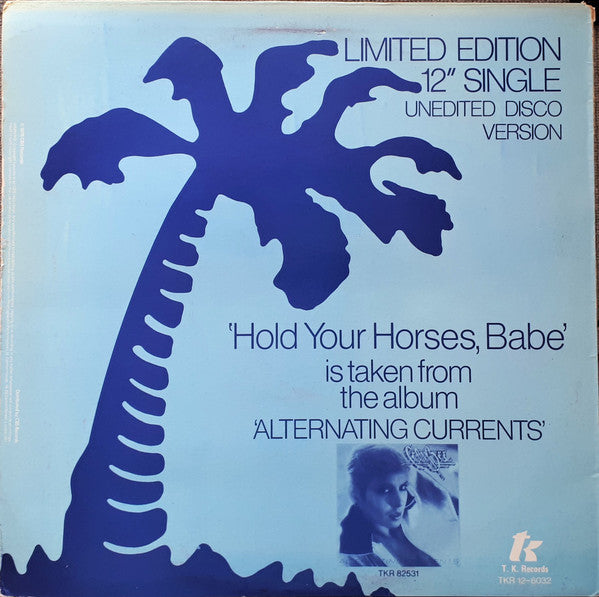 LIMITED EDITION
12" SINGLE
UNEDITED DISCO
VERSION
'Hold Your Horses, Babe'
is taken from
the album
'ALTERNATING CURRENTS'
TKR 82531
tk
T. K. Records
TKR 12-6032